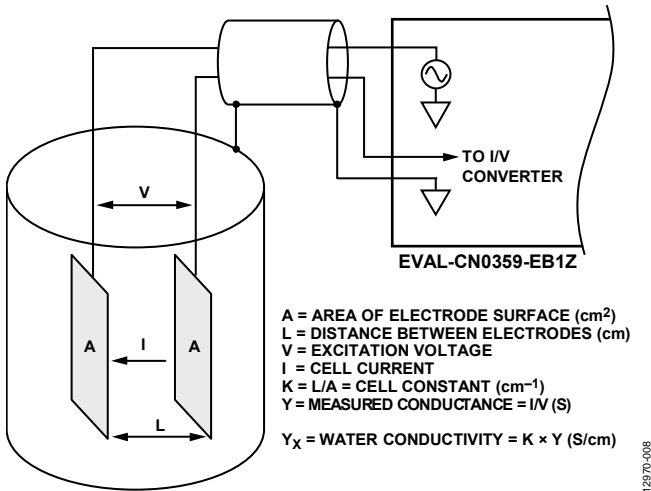 V
TO I/V
CONVERTER
EVAL-CN0359-EB1Z
A
I
A
L
A = AREA OF ELECTRODE SURFACE (cm²)
L = DISTANCE BETWEEN ELECTRODES (cm)
V = EXCITATION VOLTAGE
I = CELL CURRENT
K = L/A = CELL CONSTANT (cm–1)
Y = MEASURED CONDUCTANCE = I/V (S)
YX = WATER CONDUCTIVITY = K × Y (S/cm)
12970-008